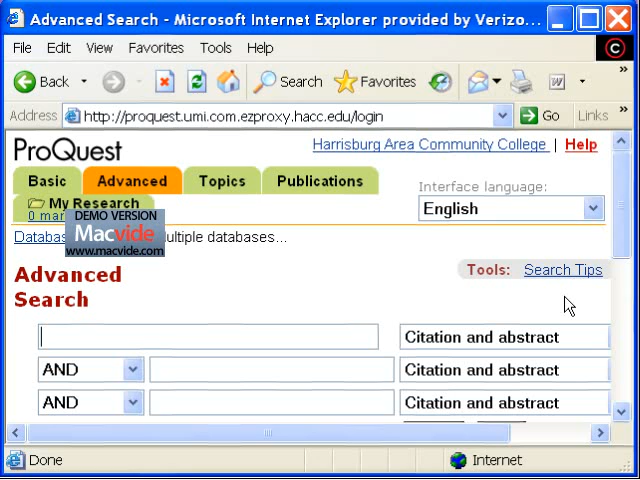 Advanced Search - Microsoft Internet Explorer provided by Verizo...
File Edit View Favorites Tools Help
C
Back Search Favorites W
Address http://proquest.umi.com.ezproxy.hacc.edu/login Go Links
ProQuest Harrisburg Area Community College | Help
Basic Advanced Topics Publications
Interface language:
My Research
English
0 mar
DEMO VERSION
Macvide
www.macvide.com
Databas ultiple databases...
Advanced
Search
Tools: Search Tips
Citation and abstract
AND Citation and abstract
AND Citation and abstract
Done Internet